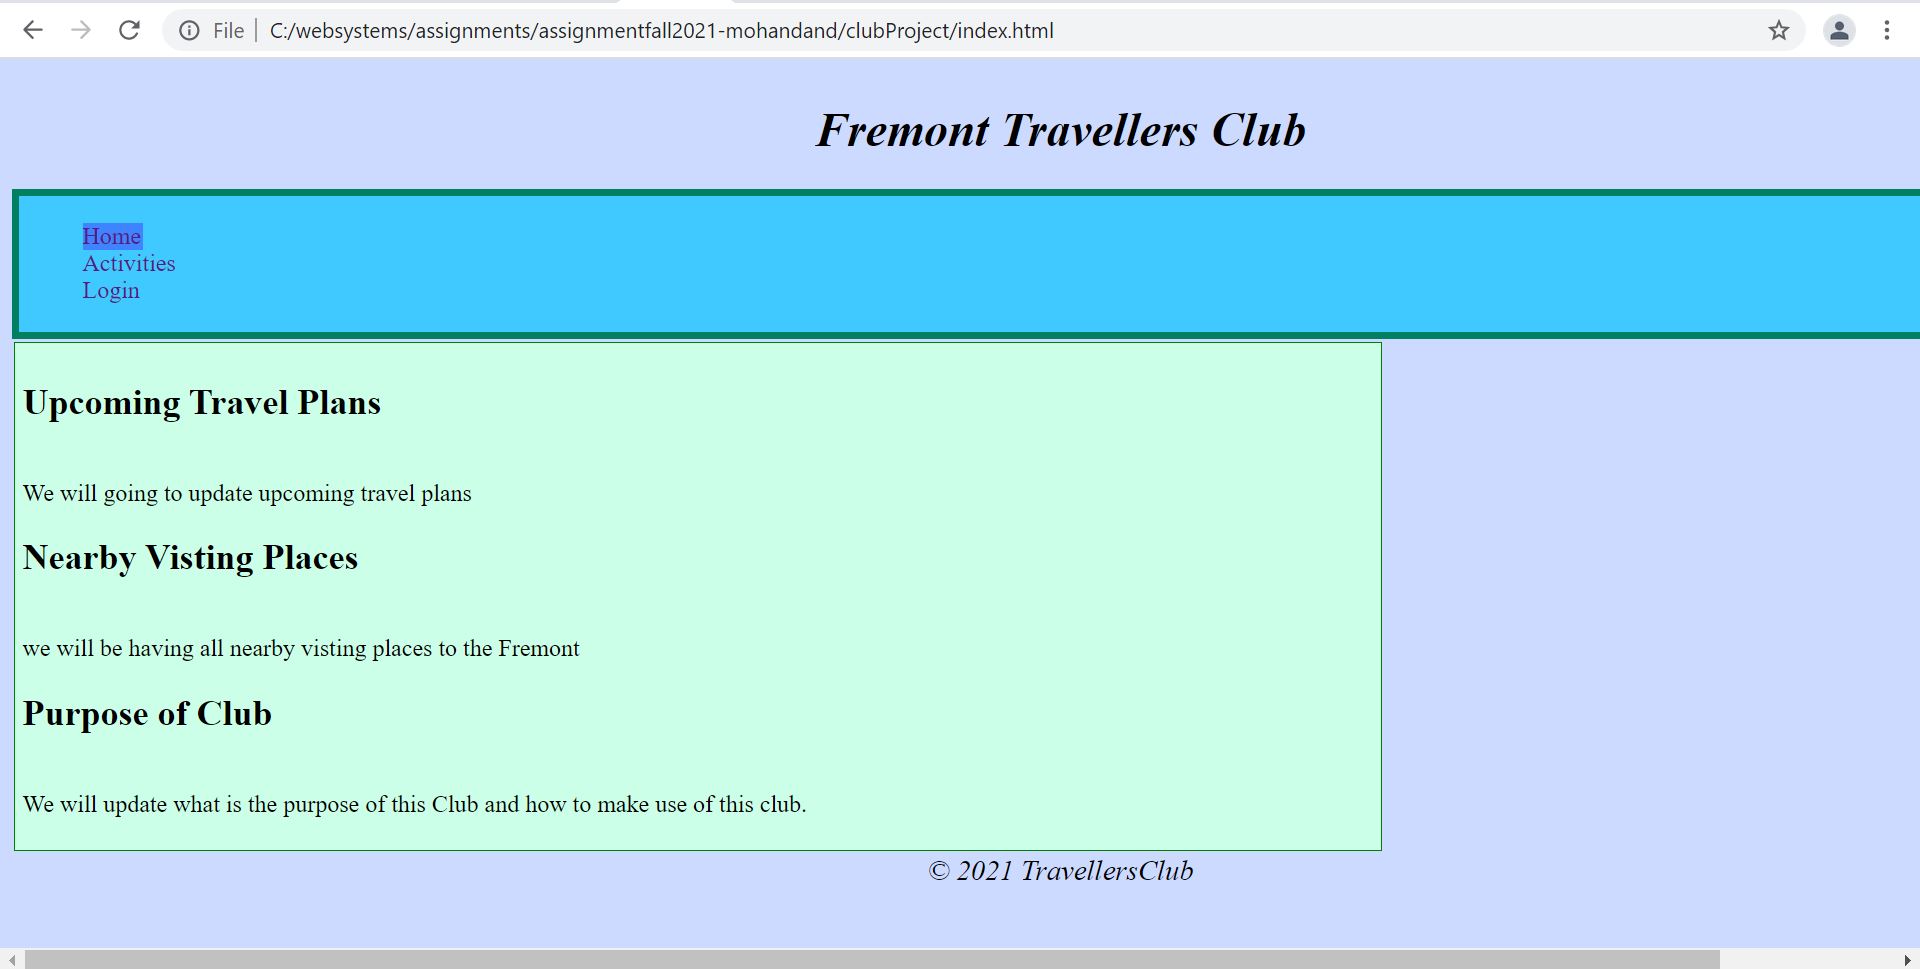 File | C:/websystems/assignments/assignmentfall2021-mohandand/clubProject/index.html
Fremont Travellers Club
Home
Activities
Login
Upcoming Travel Plans
We will going to update upcoming travel plans
Nearby Visting Places
we will be having all nearby visting places to the Fremont
Purpose of Club
We will update what is the purpose of this Club and how to make use of this club.
© 2021 TravellersClub